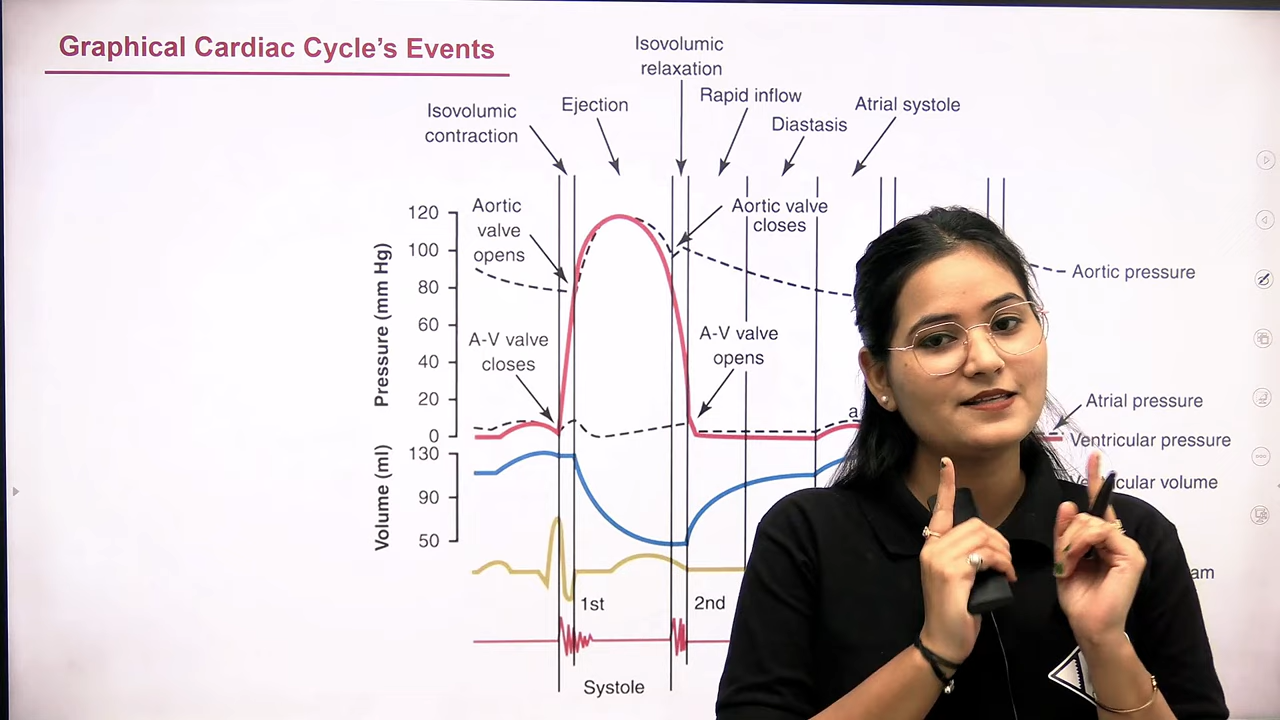 Graphical Cardiac Cycle's Events
Isovolumic
relaxation
Isovolumic
contraction
Ejection
Rapid inflow
Diastasis
Atrial systole
Aortic
valve
opens
Aortic valve
closes
A-V valve
closes
A-V valve
opens
Pressure (mm Hg)
120
100
80
60
40
20
0
Volume (ml)
130
90
50
a
Aortic pressure
Atrial pressure
Ventricular pressure
volume
1st
2nd
Systole